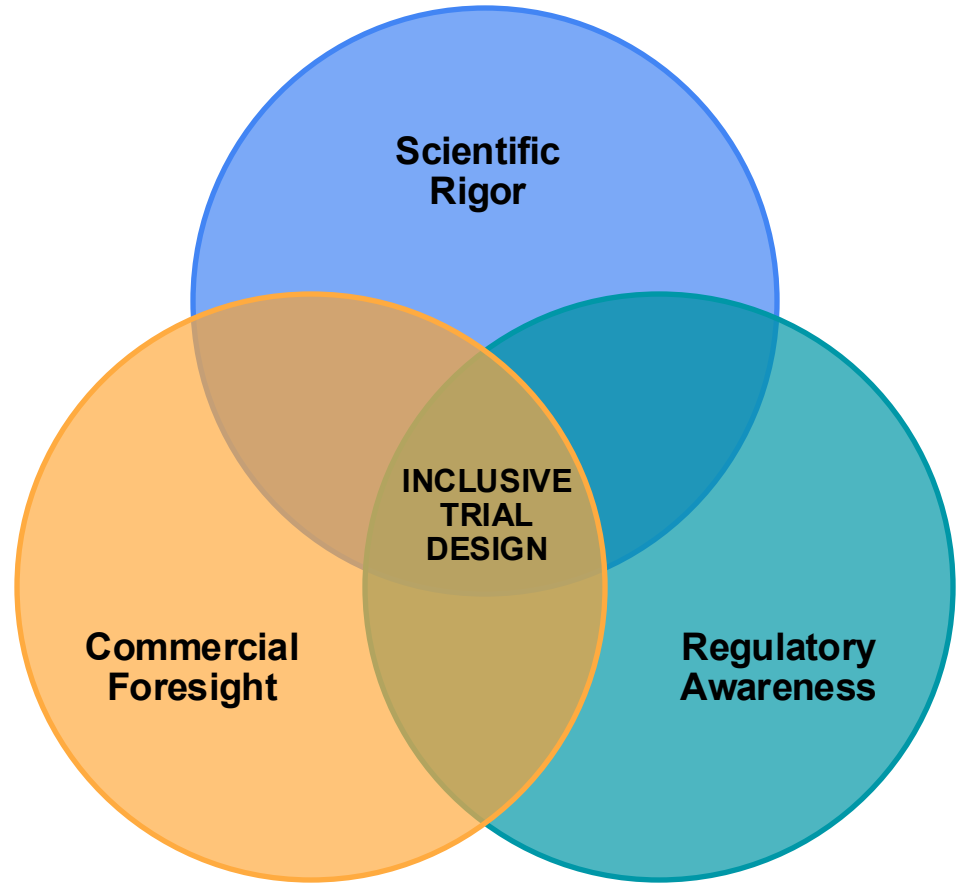 Scientific
Rigor
INCLUSIVE
TRIAL
DESIGN
Commercial
Foresight
Regulatory
Awareness